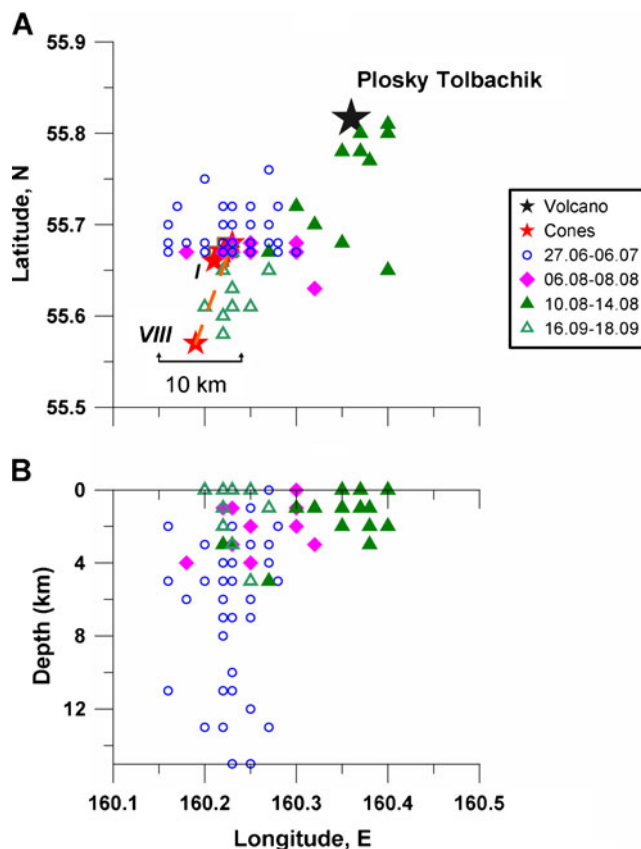 A
55.9
Plosky Tolbachik
55.8
Latitude, N
55.7
I
55.6
VIII
10 km
55.5
Volcano
Cones
27.06-06.07
06.08-08.08
10.08-14.08
16.09-18.09
B
0
4
Depth (km)
8
12
160.1 160.2 160.3 160.4 160.5
Longitude, E